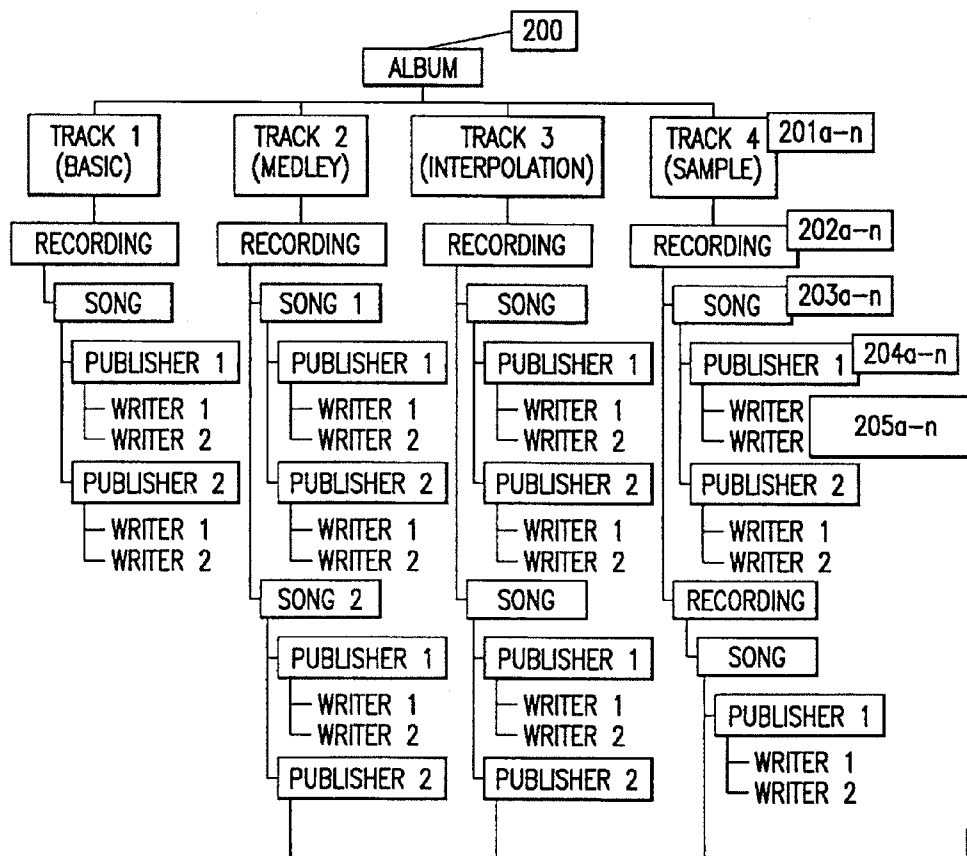 200
ALBUM
TRACK 1
(BASIC)
TRACK 2
(MEDLEY)
TRACK 3
(INTERPOLATION)
TRACK 4
(SAMPLE)
201a-n
RECORDING
RECORDING
RECORDING
RECORDING
202a-n
SONG
SONG 1
SONG
SONG
203a-n
PUBLISHER 1
PUBLISHER 1
PUBLISHER 1
PUBLISHER 1
204a-n
WRITER 1
WRITER 1
WRITER 1
WRITER
WRITER 2
WRITER 2
WRITER 2
WRITER
205a-n
PUBLISHER 2
PUBLISHER 2
PUBLISHER 2
PUBLISHER 2
WRITER 1
WRITER 1
WRITER 1
WRITER 1
WRITER 2
WRITER 2
WRITER 2
WRITER 2
SONG 2
SONG
RECORDING
PUBLISHER 1
PUBLISHER 1
SONG
WRITER 1
WRITER 1
PUBLISHER 1
WRITER 2
WRITER 2
WRITER 1
PUBLISHER 2
PUBLISHER 2
WRITER 2